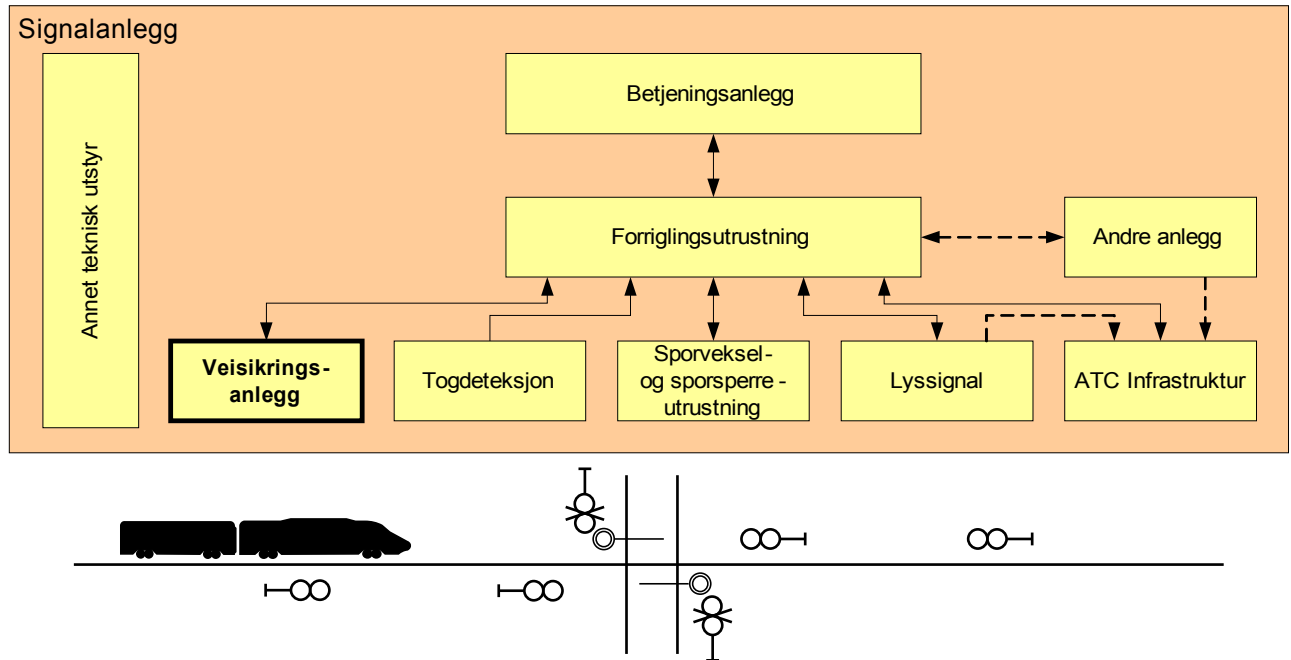 Signalanlegg
Annet teknisk utstyr
Betjeningsanlegg
Forriglingsutrustning
Andre anlegg
Veisikrings-
anlegg
Togdeteksjon
Sporveksel-
og sporsperre-
utrustning
Lyssignal
ATC Infrastruktur